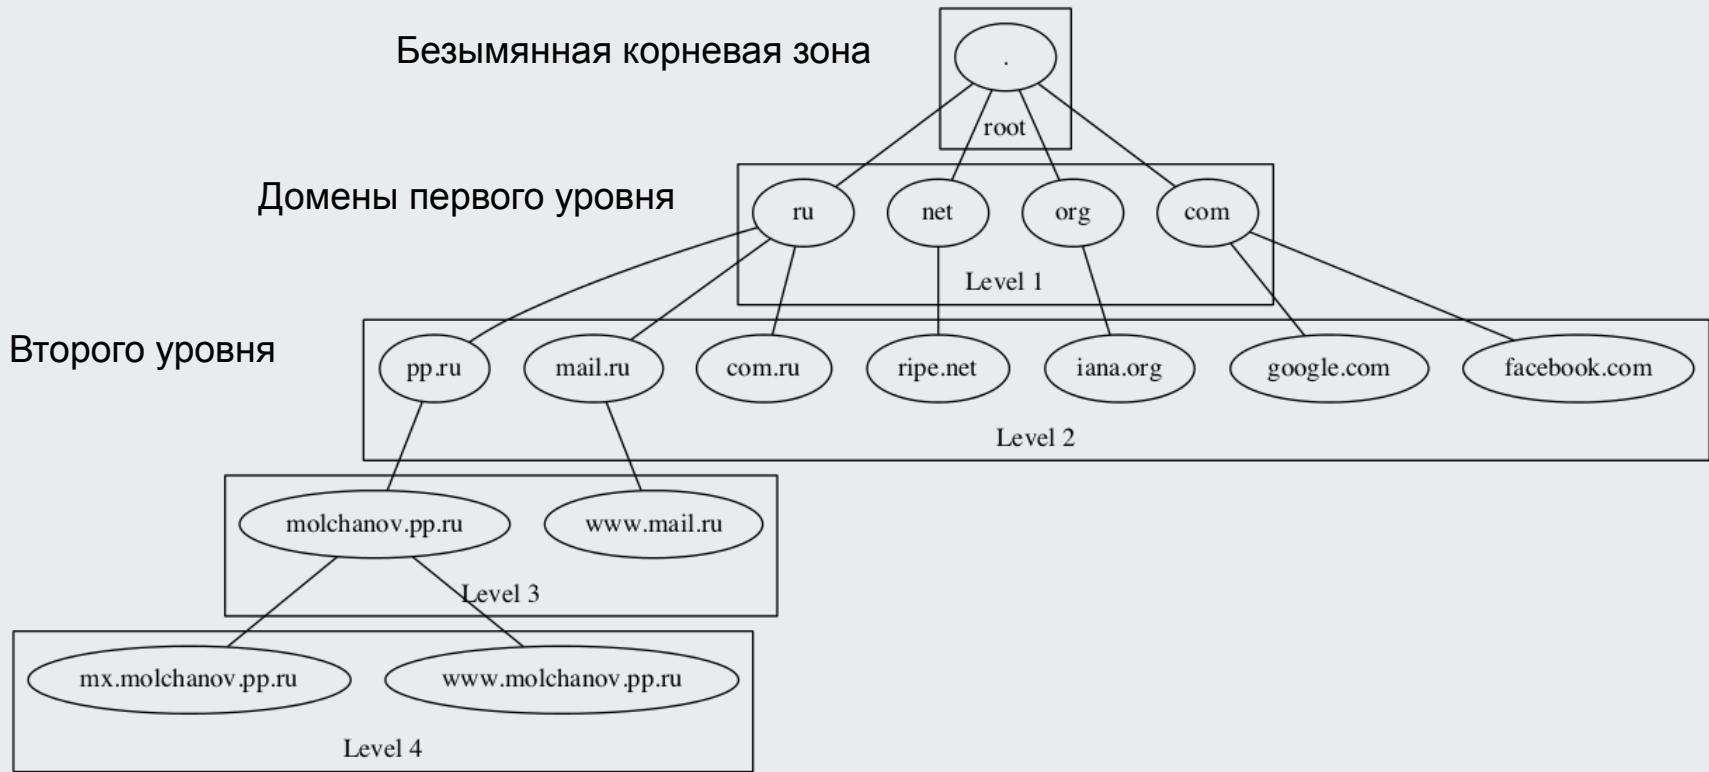 Безымянная корневая зона
.
root
Домены первого уровня
ru
net
org
com
Level 1
Второго уровня
pp.ru
mail.ru
com.ru
ripe.net
iana.org
google.com
facebook.com
Level 2
molchanov.pp.ru
www.mail.ru
Level 3
mx.molchanov.pp.ru
www.molchanov.pp.ru
Level 4